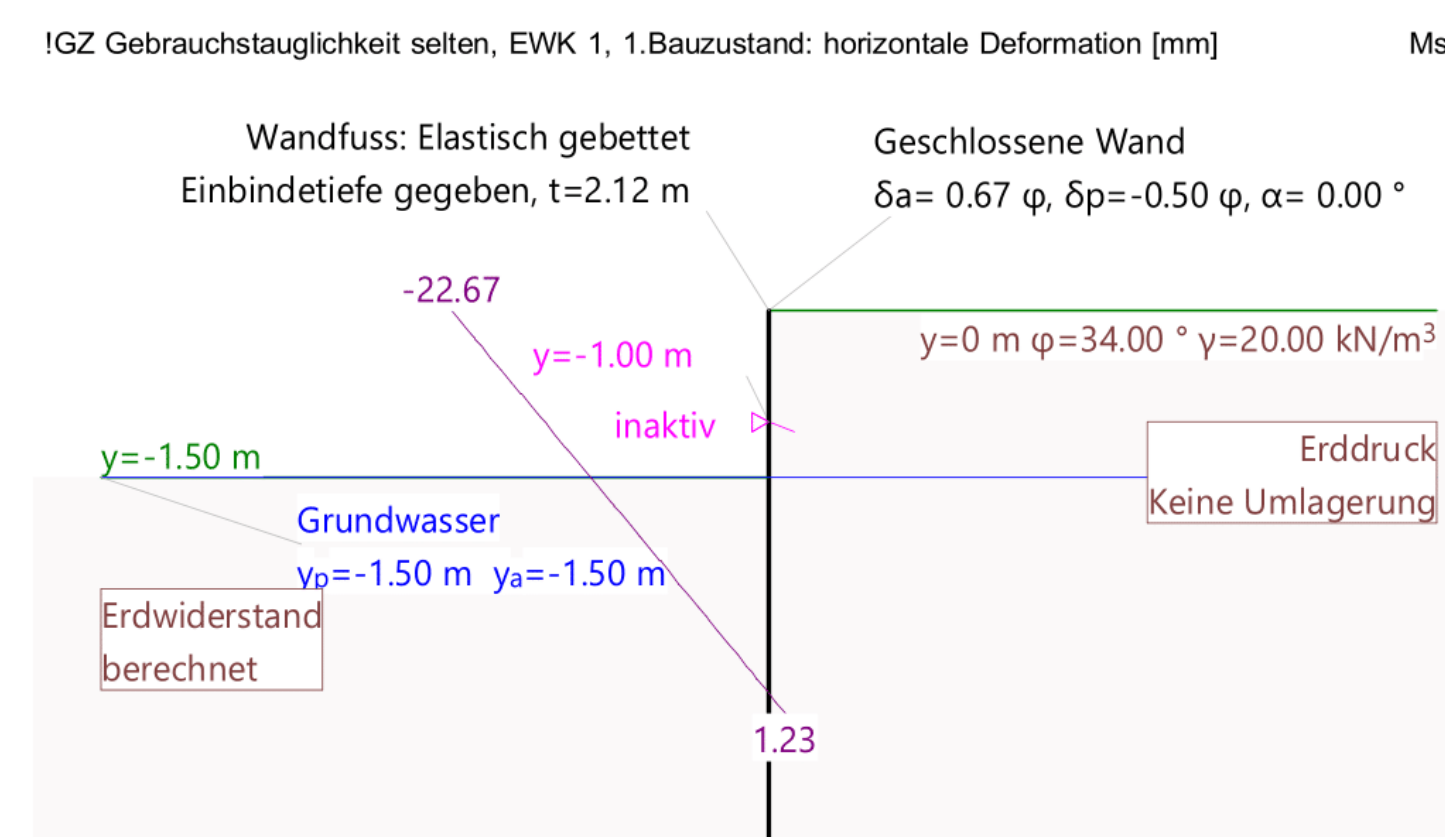 !GZ Gebrauchstauglichkeit selten, EWK 1, 1.Bauzustand: horizontale Deformation [mm]
Ms
Wandfuss: Elastisch gebettet
Einbindetiefe gegeben, t=2.12 m
Geschlossene Wand
δa= 0.67 φ, δp=-0.50 φ, α= 0.00 °
-22.67
y=0 m φ=34.00 ° γ=20.00 kN/m³
y=-1.00 m
inaktiv
y=-1.50 m
Erddruck
Keine Umlagerung
Grundwasser
yp=-1.50 m ya=-1.50 m
Erdwiderstand
berechnet
1.23